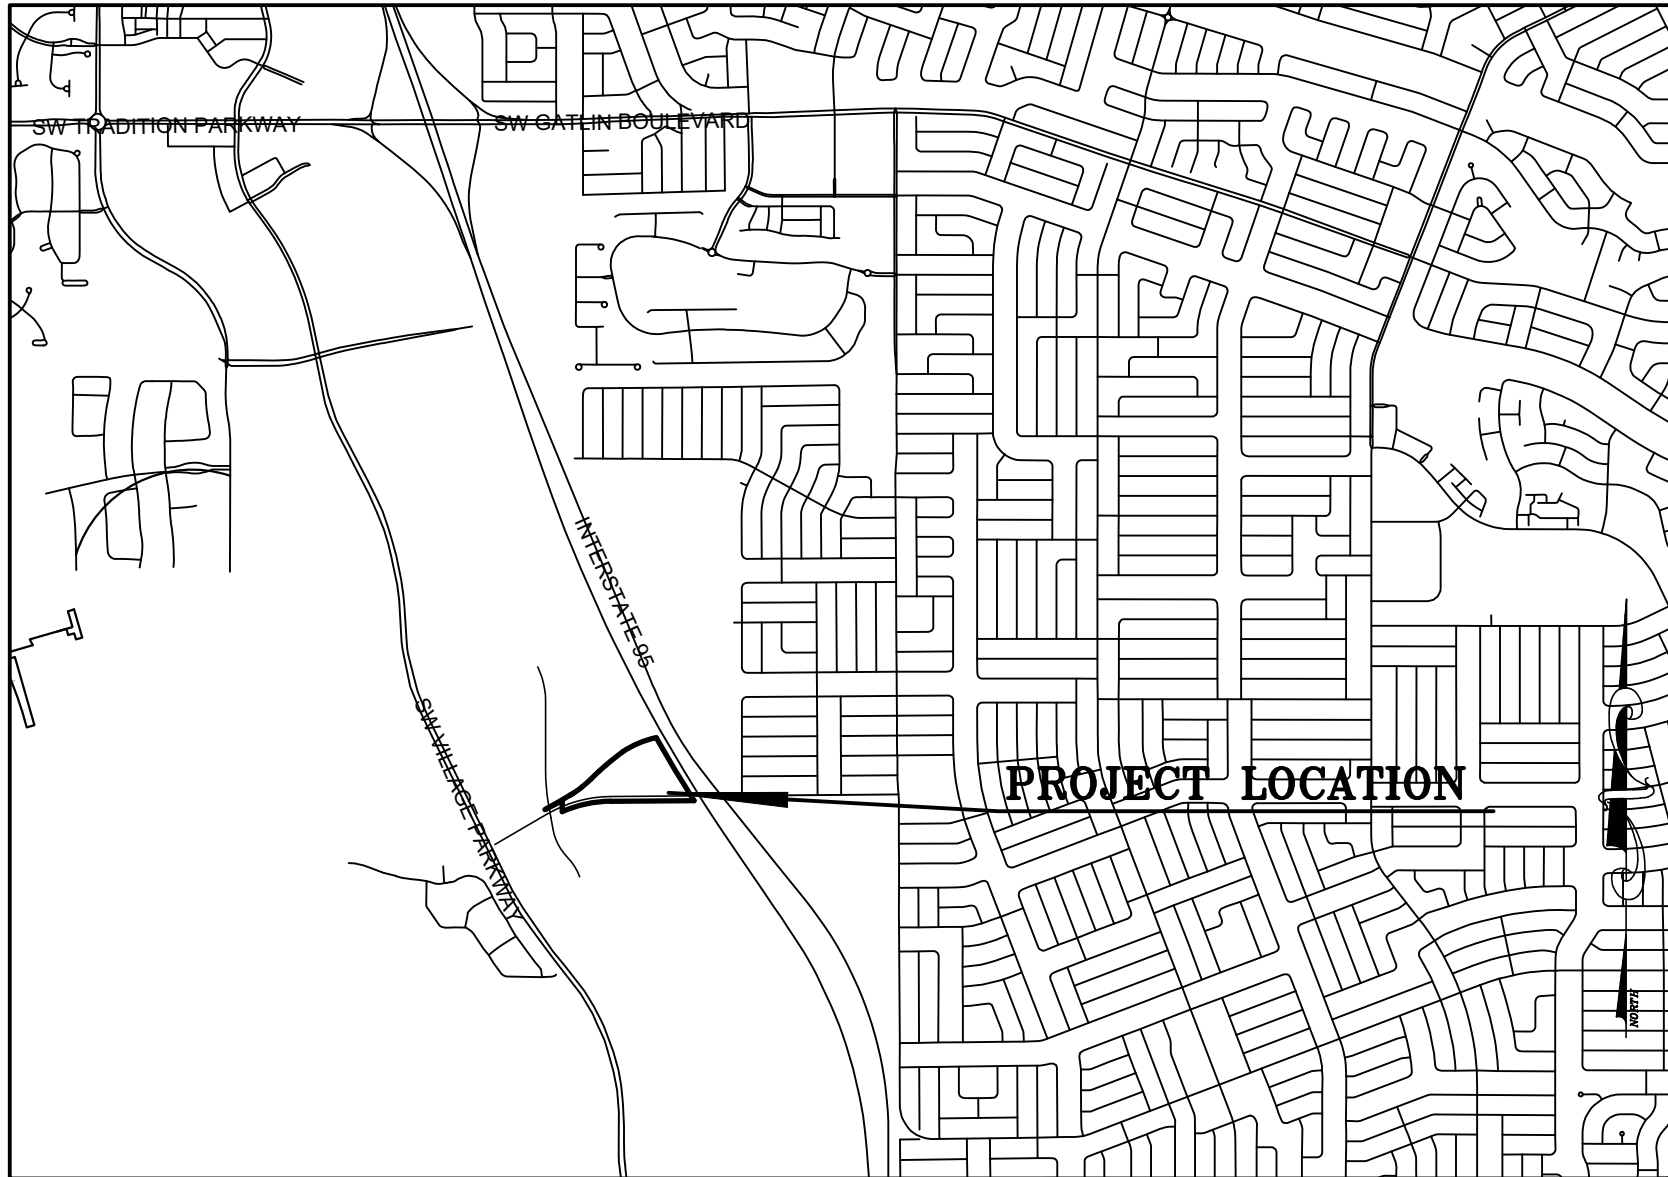 SW TRADITION PARKWAY
SW GATLIN BOULEVARD
INTERSTATE 95
SW VILLAGE PARKWAY
PROJECT LOCATION
NORTH